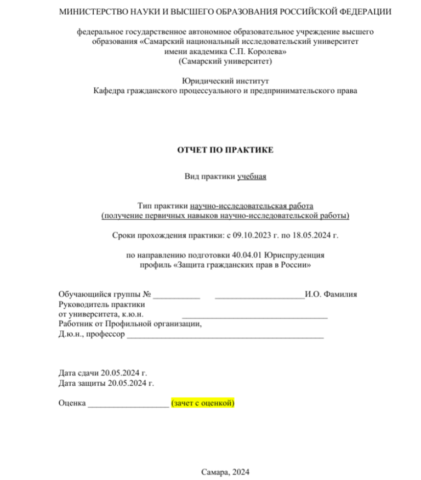 МИНИСТЕРСТВО НАУКИ И ВЫСШЕГО ОБРАЗОВАНИЯ РОССИЙСКОЙ ФЕДЕРАЦИИ
федеральное государственное автономное образовательное учреждение высшего
образования «Самарский национальный исследовательский университет
имени академика С.П. Королева»
(Самарский университет)
Юридический институт
Кафедра гражданского процессуального и предпринимательского права
ОТЧЕТ ПО ПРАКТИКЕ
Вид практики учебная
Тип практики научно-исследовательская работа
(получение первичных навыков научно-исследовательской работы)
Сроки прохождения практики: с 09.10.2023 г. по 18.05.2024 г.
по направлению подготовки 40.04.01 Юриспруденция
профиль «Защита гражданских прав в России»
Обучающийся группы № ___________ ____________________И.О. Фамилия
Руководитель практики
от университета, к.ю.н. __________________________________
Работник от Профильной организации,
Д.ю.н., профессор ______________________________________________
Дата сдачи 20.05.2024 г.
Дата защиты 20.05.2024 г.
Оценка ___________________ (зачет с оценкой)
Самара, 2024